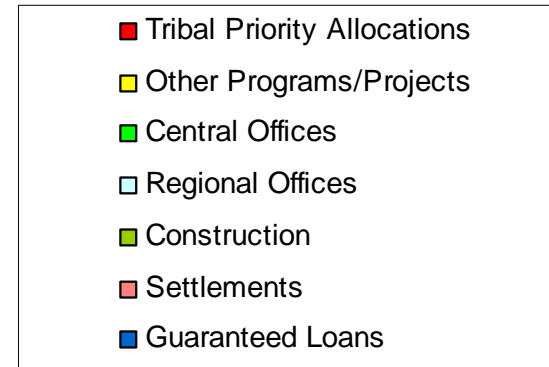 Tribal Priority Allocations
Other Programs/Projects
Central Offices
Regional Offices
Construction
Settlements
Guaranteed Loans